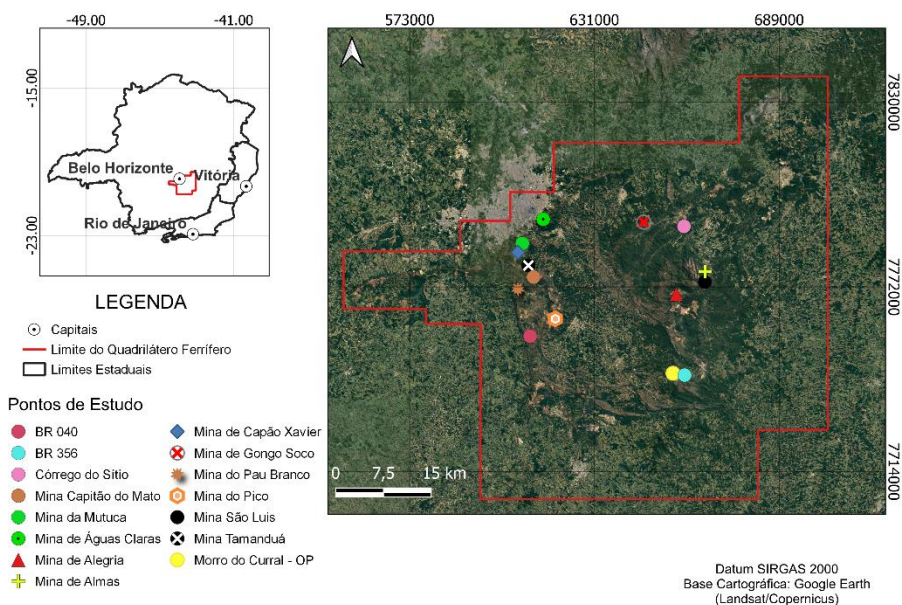 -49.00 -41.00
-15.00
-23.00
Belo Horizonte
Vitória
Rio de Janeiro
573000 631000 689000
7830000
7772000
7714000
0 7,5 15 km
LEGENDA
Capitais
Limite do Quadrilátero Ferrífero
Limites Estaduais
Pontos de Estudo
BR 040
BR 356
Córrego do Sítio
Mina Capitão do Mato
Mina da Mutuca
Mina de Águas Claras
Mina de Alegria
Mina de Almas
Mina de Capão Xavier
Mina de Gongo Soco
Mina do Pau Branco
Mina do Pico
Mina São Luis
Mina Tamanduá
Morro do Curral - OP
Datum SIRGAS 2000
Base Cartográfica: Google Earth
(Landsat/Copernicus)